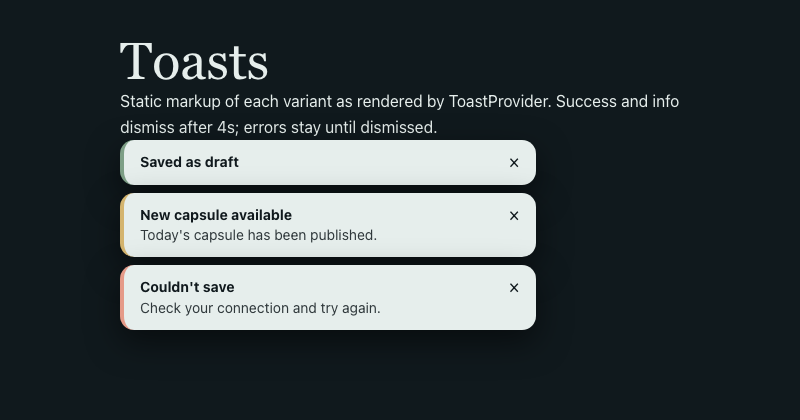 Toasts
Static markup of each variant as rendered by ToastProvider. Success and info
dismiss after 4s; errors stay until dismissed.
Saved as draft ×
New capsule available ×
Today's capsule has been published.
Couldn't save ×
Check your connection and try again.